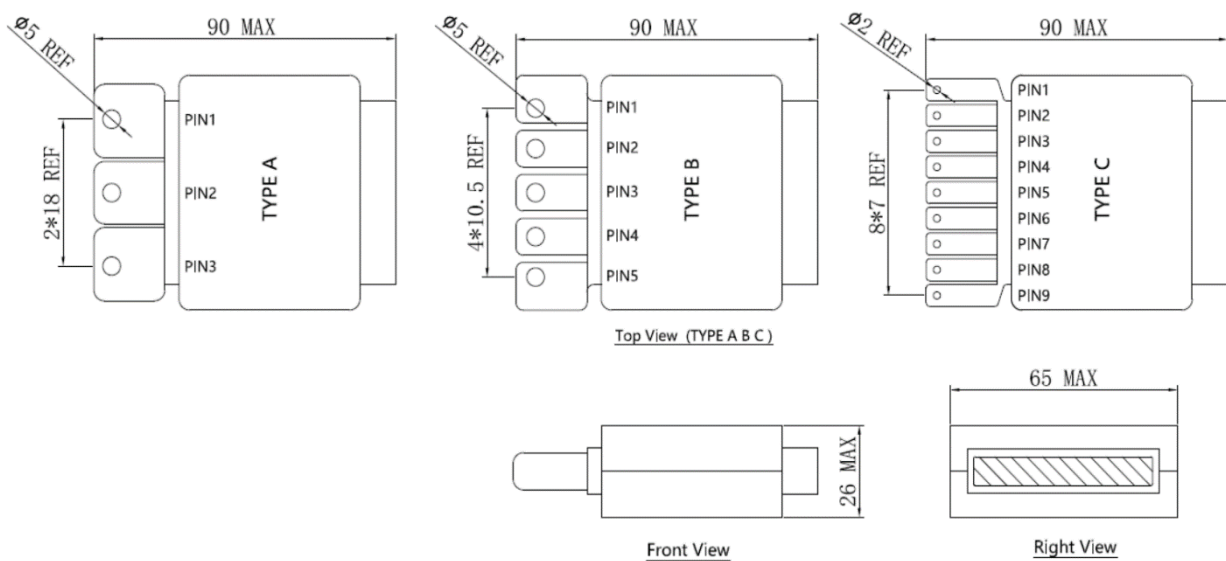 90 MAX
ø5 REF
2*18 REF
PIN1
PIN2
PIN3
TYPE A
90 MAX
ø5 REF
4*10.5 REF
PIN1
PIN2
PIN3
PIN4
PIN5
TYPE B
90 MAX
ø2 REF
8*7 REF
PIN1
PIN2
PIN3
PIN4
PIN5
PIN6
PIN7
PIN8
PIN9
TYPE C
Top View (TYPE A B C)
26 MAX
Front View
65 MAX
Right View